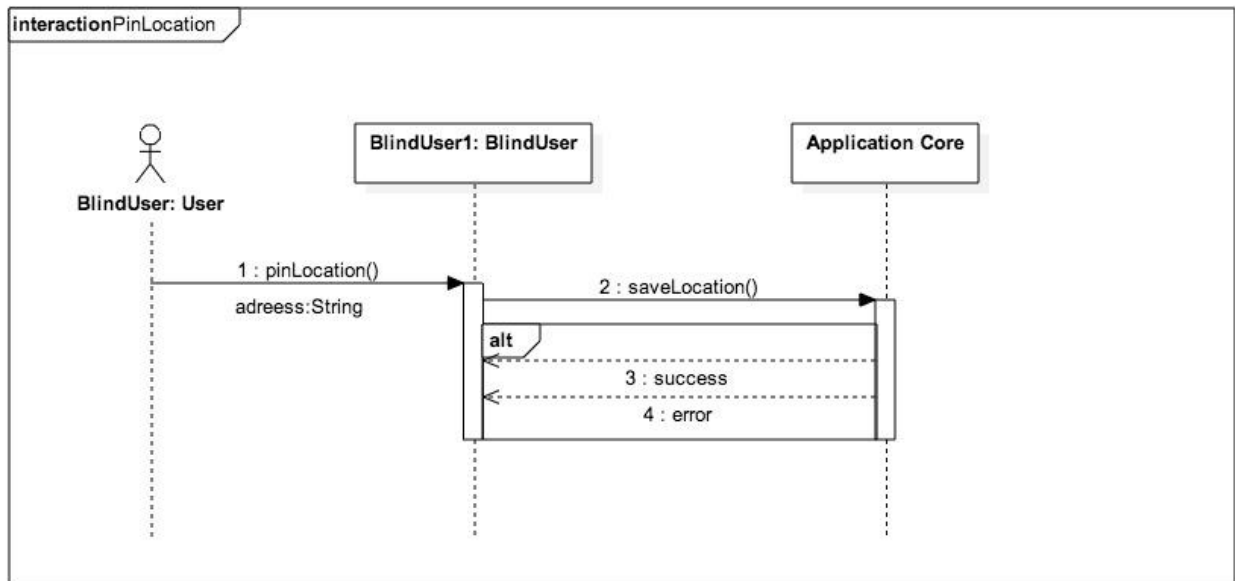 interactionPinLocation
BlindUser1: BlindUser
Application Core
BlindUser: User
1 : pinLocation()
adreess:String
2 : saveLocation()
alt
3 : success
4 : error